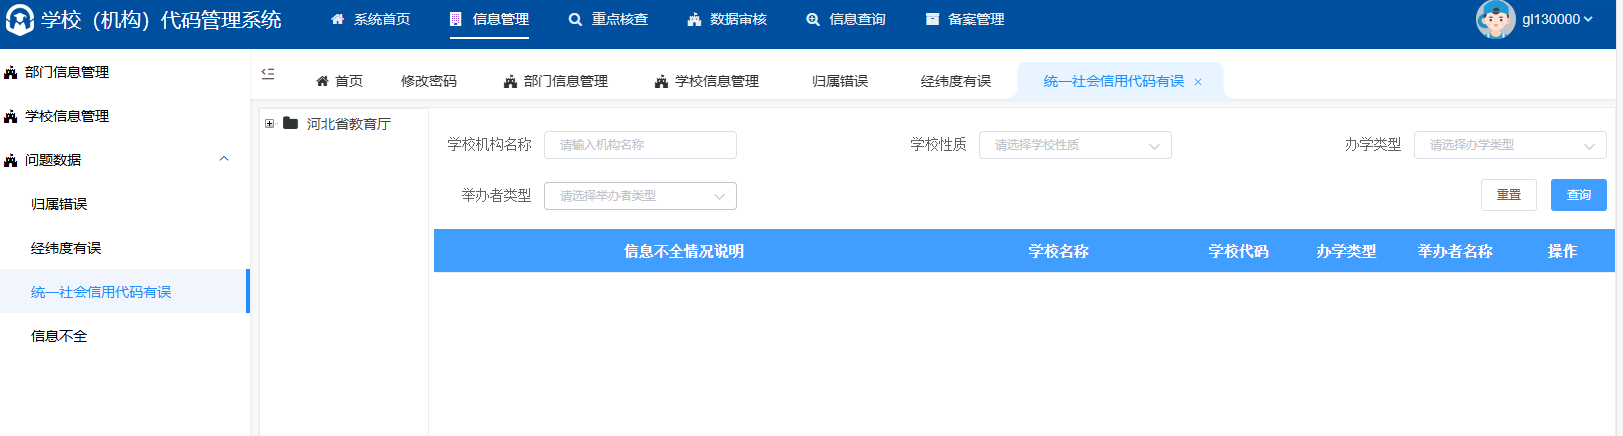 学校（机构）代码管理系统 系统首页 信息管理 重点核查 数据审核 信息查询 备案管理 gl130000
部门信息管理
学校信息管理
问题数据
归属错误
经纬度有误
统一社会信用代码有误
信息不全
首页 修改密码 部门信息管理 学校信息管理 归属错误 经纬度有误 统一社会信用代码有误 ×
河北省教育厅
学校机构名称 请输入机构名称 学校性质 请选择学校性质 办学类型 请选择办学类型
举办者类型 请选择举办者类型 重置 查询
信息不全情况说明 学校名称 学校代码 办学类型 举办者名称 操作